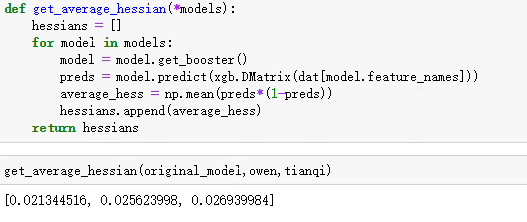 def get_average_hessian(*models):
    hessians = []
    for model in models:
        model = model.get_booster()
        preds = model.predict(xgb.DMatrix(dat[model.feature_names]))
        average_hess = np.mean(preds*(1-preds))
        hessians.append(average_hess)
    return hessians
get_average_hessian(original_model,owen,tianqi)
[0.021344516, 0.025623998, 0.026939984]